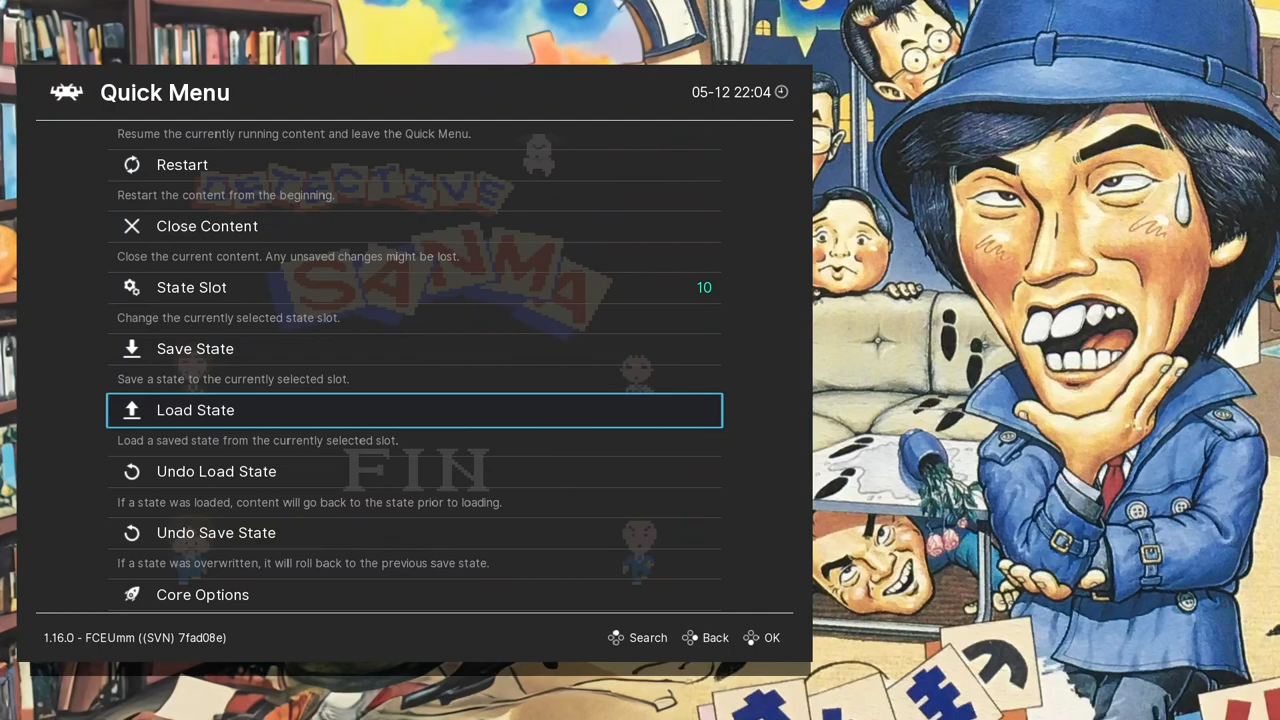 Quick Menu
05-12 22:04
Resume the currently running content and leave the Quick Menu.
Restart
DETECTIVE
Restart the content from the beginning.
Close Content
Close the current content. Any unsaved changes might be lost.
SANMA
State Slot 10
Change the currently selected state slot.
Save State
Save a state to the currently selected slot.
Load State
Load a saved state from the currently selected slot.
FIN
Undo Load State
If a state was loaded, content will go back to the state prior to loading.
Undo Save State
If a state was overwritten, it will roll back to the previous save state.
Core Options
1.16.0 - FCEUmm ((SVN) 7fad08e)
Search Back OK